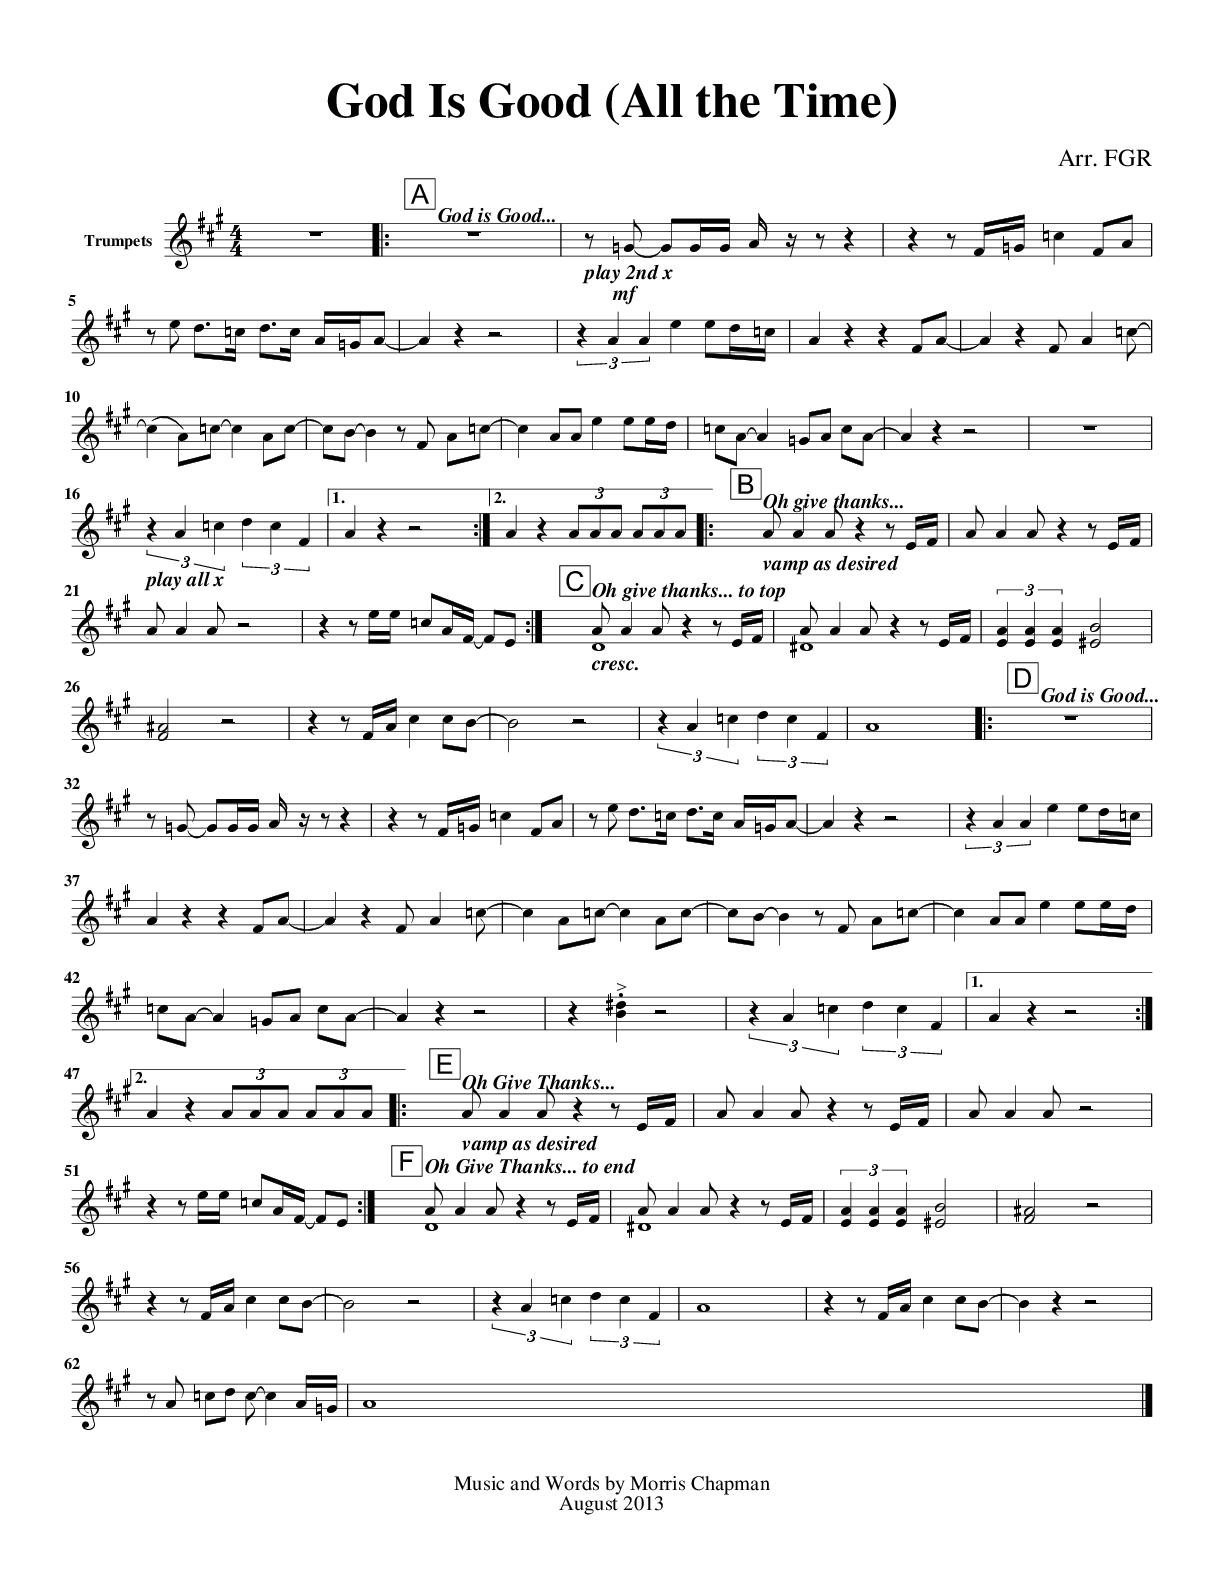 God Is Good (All the Time)
Arr. FGR
A
God is Good...
Trumpets
play 2nd x
mf
5
3
10
16
1.
2.
3 3
B
Oh give thanks...
3 3
play all x
vamp as desired
21
C
Oh give thanks... to top
3
cresc.
26
D
God is Good...
3 3
32
3
37
42
1.
3 3
47
2.
3 3
E
Oh Give Thanks...
vamp as desired
51
F
Oh Give Thanks... to end
3
56
3 3
62
Music and Words by Morris Chapman
August 2013